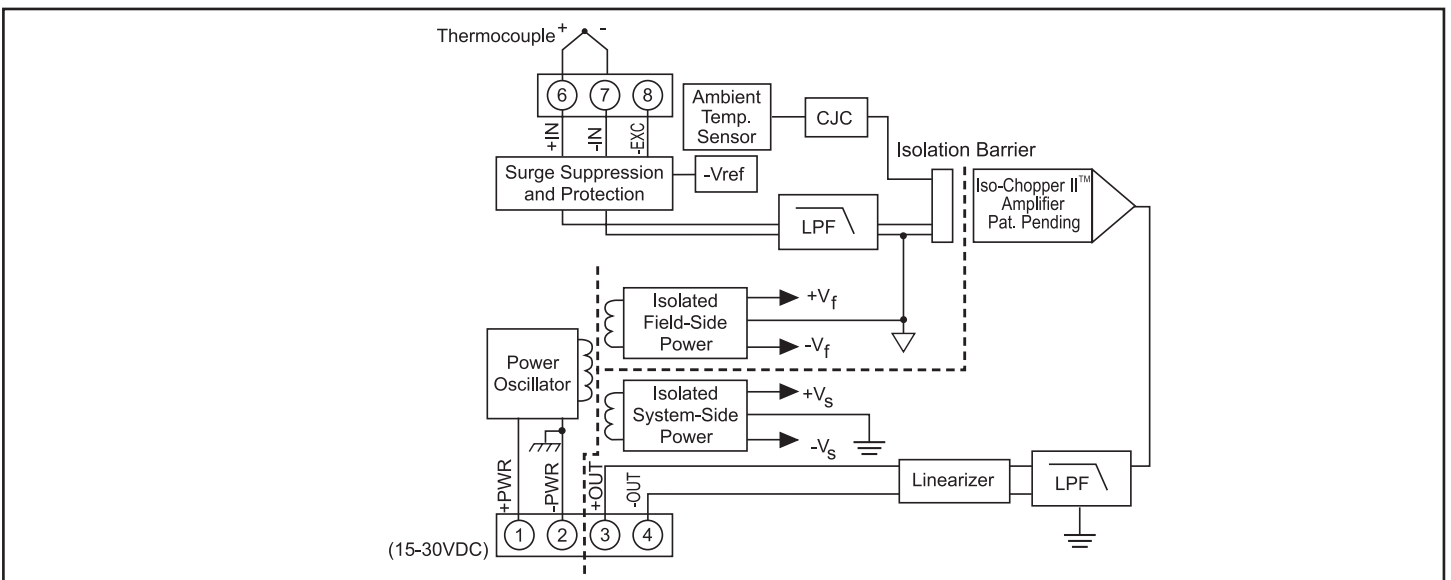 Thermocouple + -
6 7 8
+IN
-IN
-EXC
Ambient
Temp.
Sensor
CJC
Isolation Barrier
Surge Suppression
and Protection
-Vref
LPF
Iso-Chopper II™
Amplifier
Pat. Pending
Isolated
Field-Side
Power
+Vf
-Vf
Power
Oscillator
Isolated
System-Side
Power
+Vs
-Vs
+PWR
-PWR
+OUT
-OUT
Linearizer
LPF
(15-30VDC)
1 2 3 4